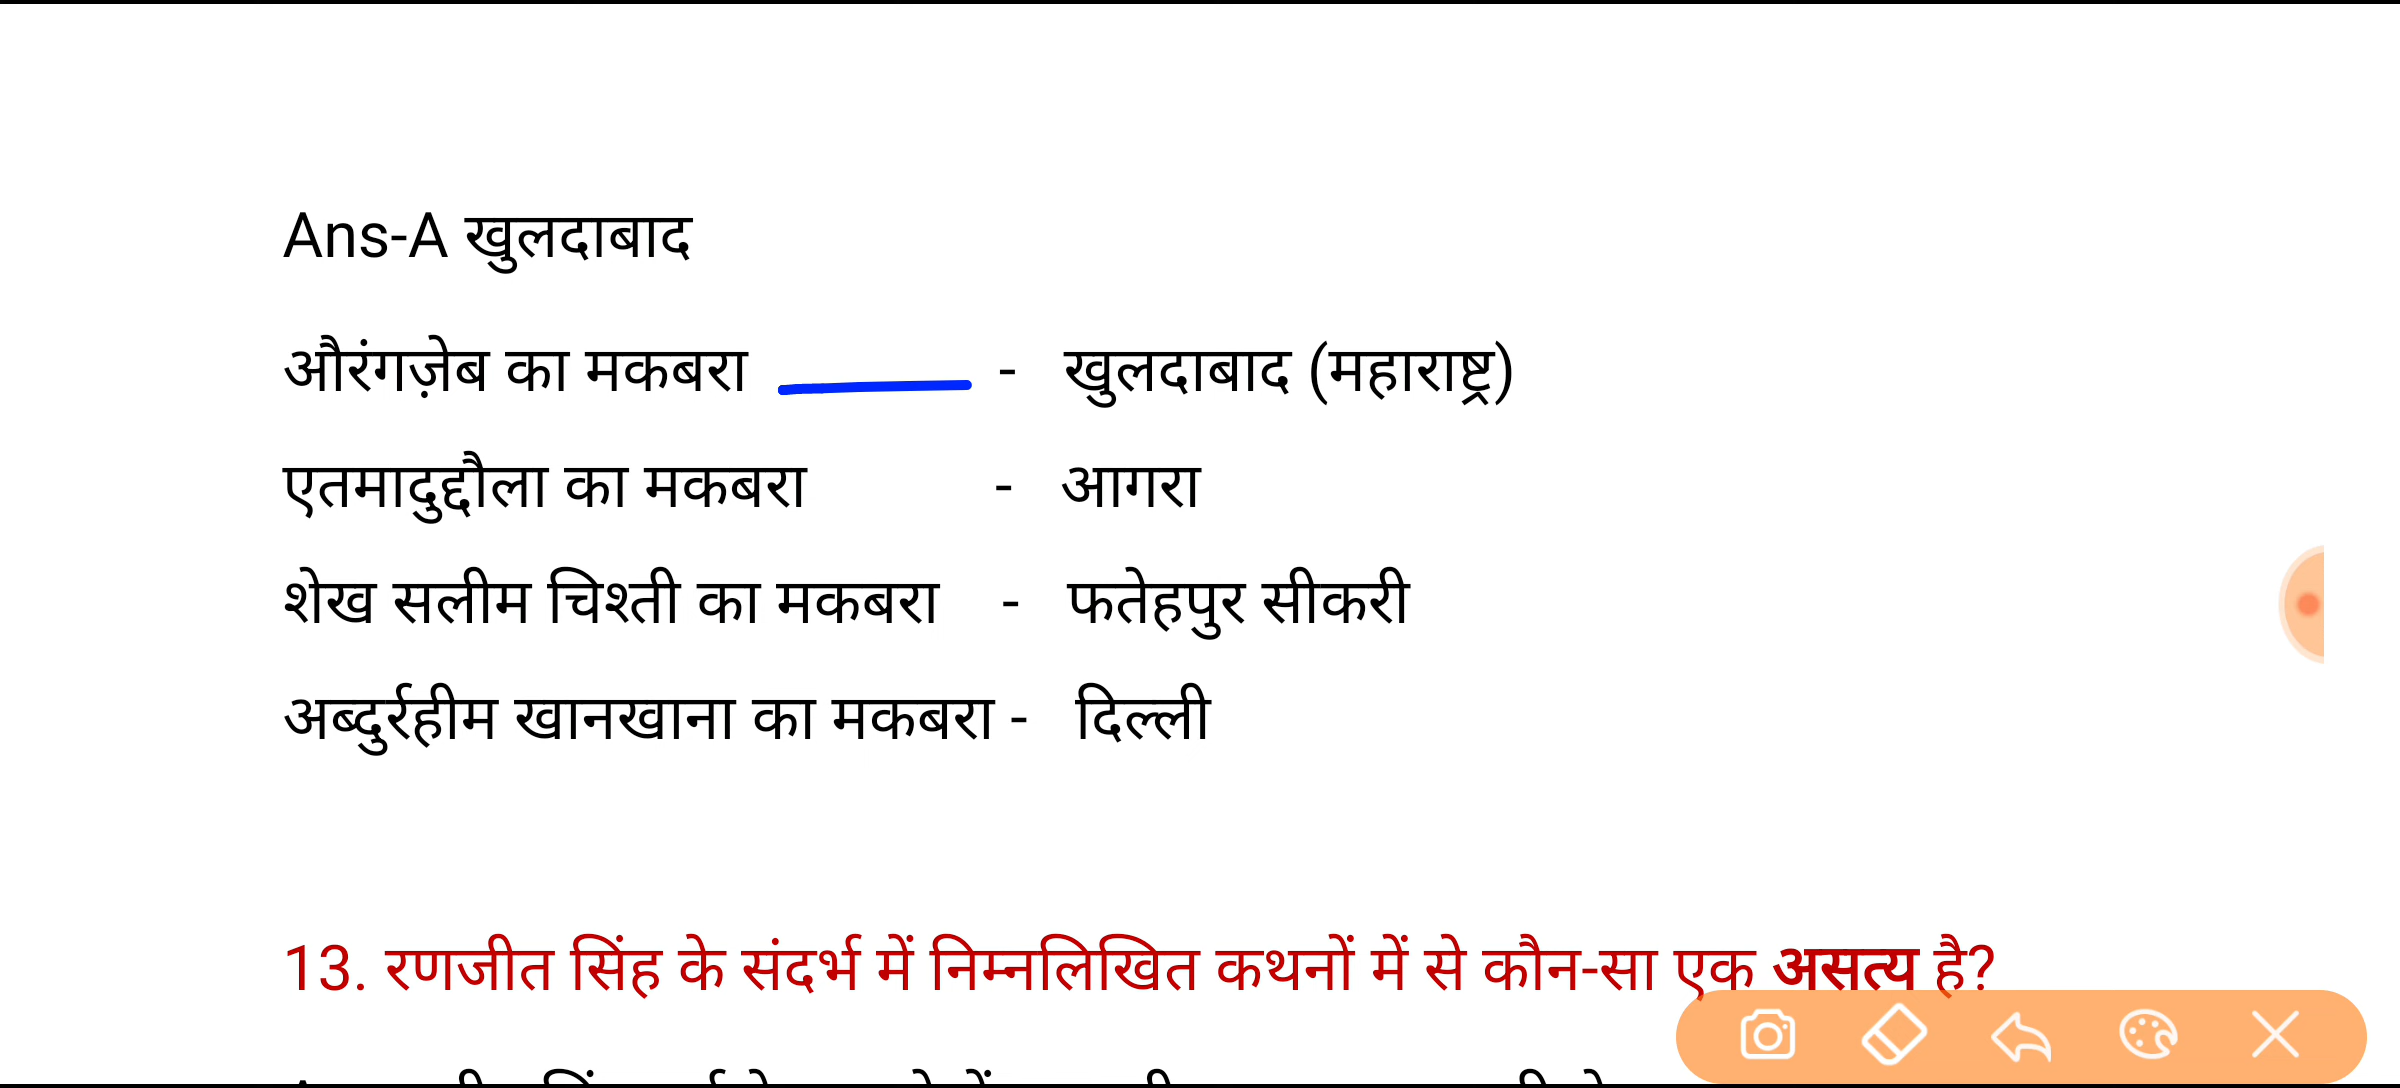 Ans-A खुलदाबाद
औरंगज़ेब का मकबरा - खुलदाबाद (महाराष्ट्र)
एतमादुद्दौला का मकबरा - आगरा
शेख सलीम चिश्ती का मकबरा - फतेहपुर सीकरी
अब्दुर्रहीम खानखाना का मकबरा - दिल्ली
13. रणजीत सिंह के संदर्भ में निम्नलिखित कथनों में से कौन-सा एक असत्य है?